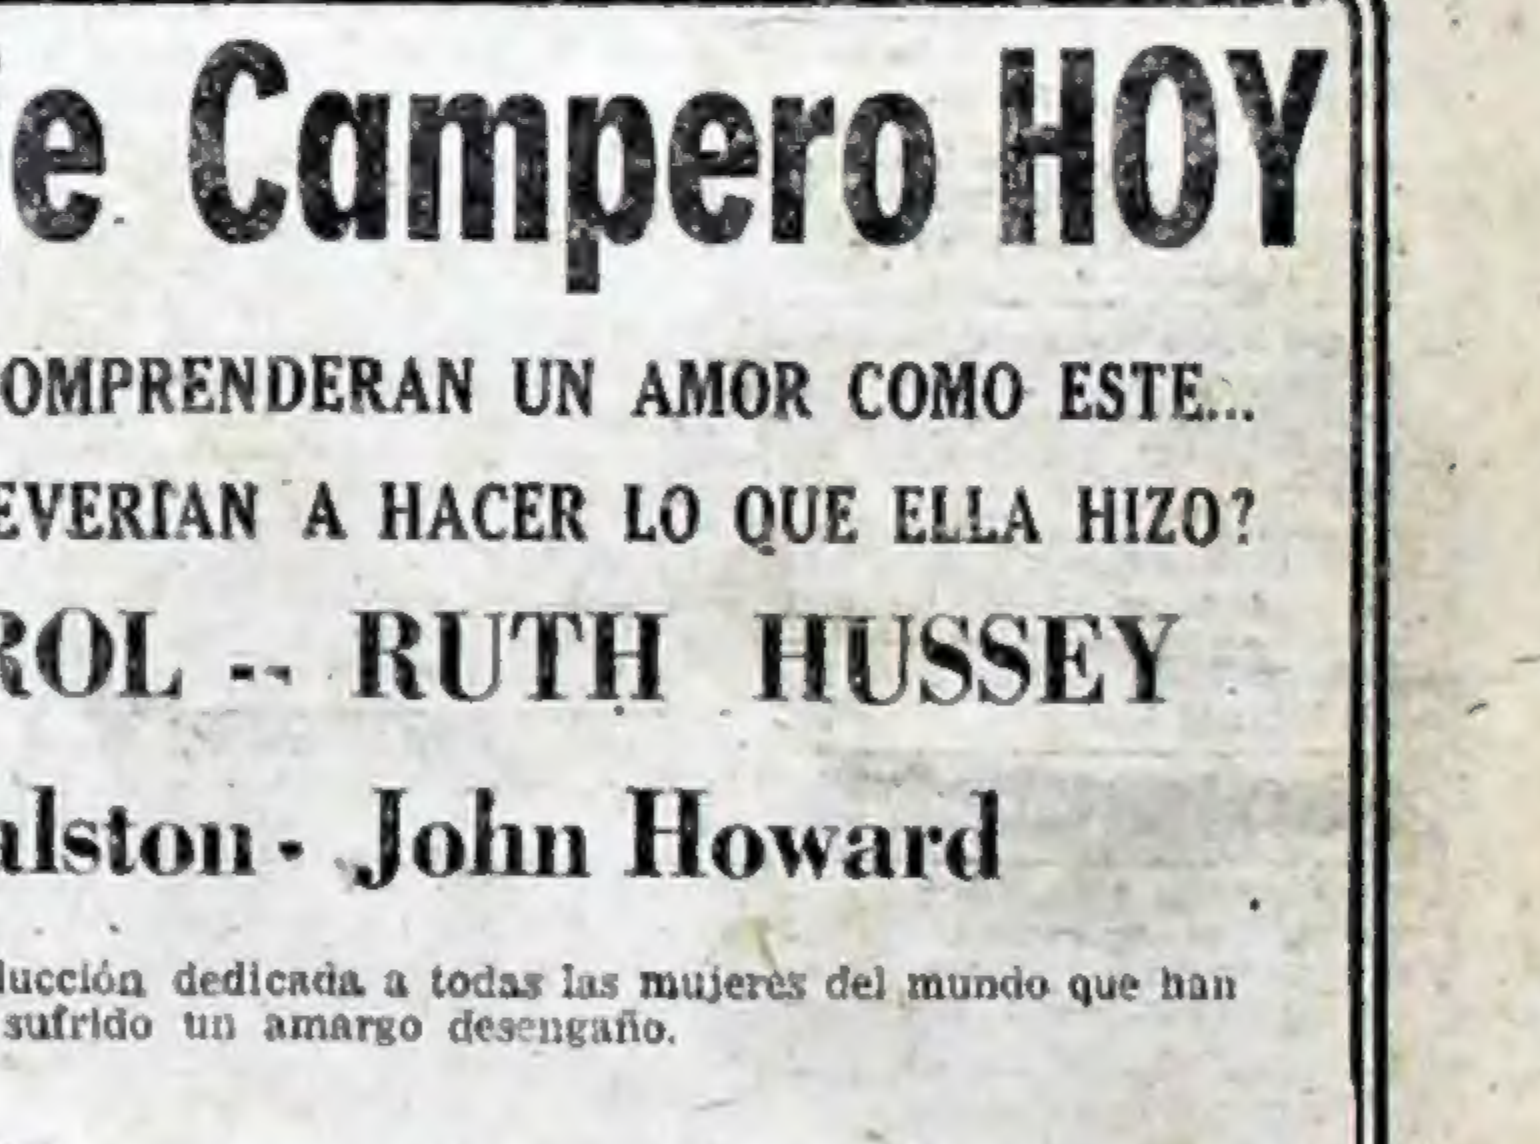 e Campero HOY
OMPRENDERAN UN AMOR COMO ESTE...
EVERIAN A HACER LO QUE ELLA HIZO?
ROL -- RUTH HUSSEY
alston - John Howard
ducción dedicada a todas las mujeres del mundo que han
sufrido un amargo desengaño.